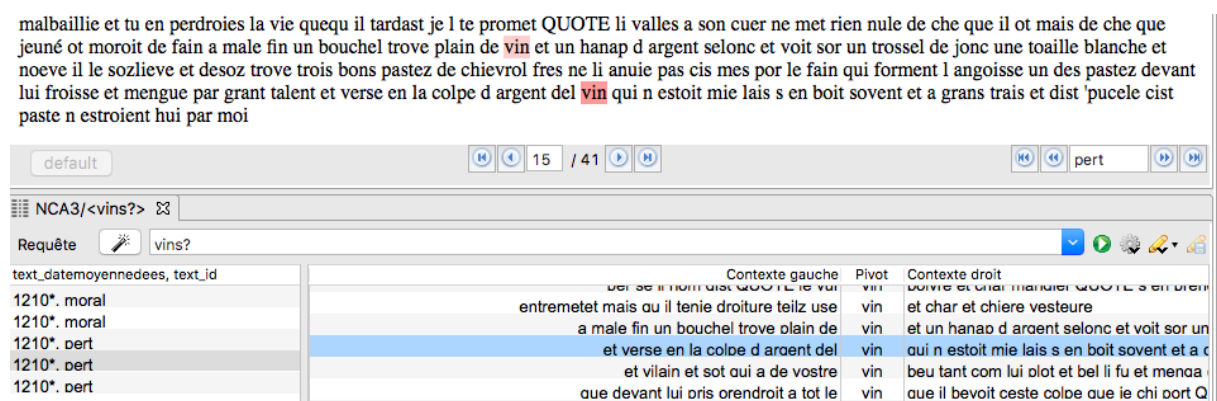 malbaillie et tu en perdroies la vie quequ il tardast je l te promet QUOTE li valles a son cuer ne met rien nule de che que il ot mais de che que
jeuné ot moroit de fain a male fin un bouchel trove plain de vin et un hanap d argent selonc et voit sor un trossel de jonc une toaille blanche et
noeve il le sozlieve et desoz trove trois bons pastez de chievrol fres ne li anuie pas cis mes por le fain qui forment l angoisse un des pastez devant
lui froisse et mengue par grant talent et verse en la colpe d argent del vin qui n estoit mie lais s en boit sovent et a grans trais et dist 'pucele cist
paste n estroient hui par moi
default 15 / 41 pert
NCA3/<vins?>
Requête vins?
text_datemoyennedees, text_id Contexte gauche Pivot Contexte droit
1210*. moral entremetet mais qu il tenie droiture teilz use vin et char et chiere vesteure
1210*. moral a male fin un bouchel trove plain de vin et un hanap d argent selonc et voit sor un
1210*. pert et verse en la colpe d argent del vin qui n estoit mie lais s en boit sovent et a
1210*. pert et vilain et sot qui a de vostre vin beu tant com lui plot et bel li fu et menga
1210*. pert que devant lui pris orendroit a tot le vin que il bevoit ceste colpe que je chi port Q